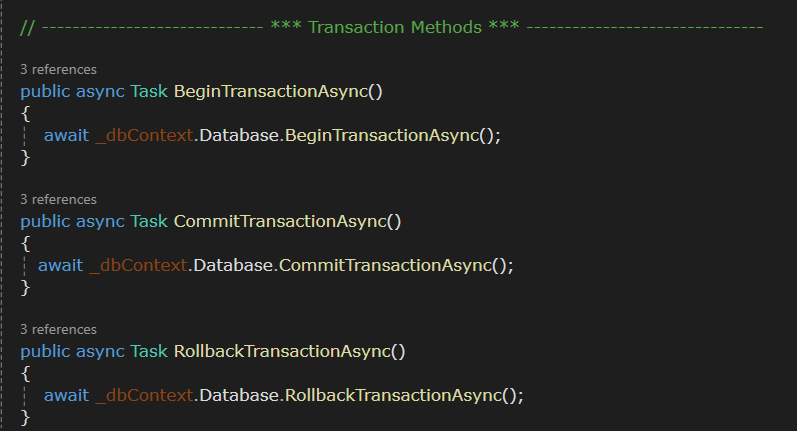 // ---------------------------- *** Transaction Methods *** ------------------------------
3 references
public async Task BeginTransactionAsync()
{
await _dbContext.Database.BeginTransactionAsync();
}
3 references
public async Task CommitTransactionAsync()
{
await _dbContext.Database.CommitTransactionAsync();
}
3 references
public async Task RollbackTransactionAsync()
{
await _dbContext.Database.RollbackTransactionAsync();
}